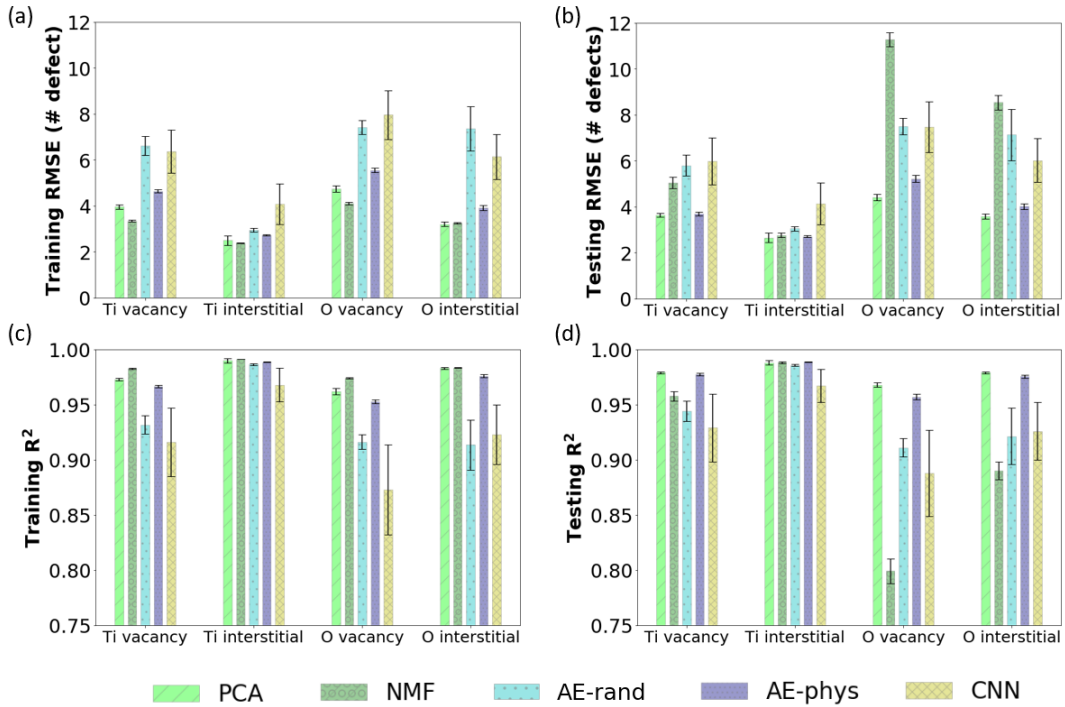 (a)
Training RMSE (# defect)
12
10
8
6
4
2
0
Ti vacancy Ti interstitial O vacancy O interstitial
(b)
Testing RMSE (# defects)
12
10
8
6
4
2
0
Ti vacancy Ti interstitial O vacancy O interstitial
(c)
Training R²
1.00
0.95
0.90
0.85
0.80
0.75
Ti vacancy Ti interstitial O vacancy O interstitial
(d)
Testing R²
1.00
0.95
0.90
0.85
0.80
0.75
Ti vacancy Ti interstitial O vacancy O interstitial
PCA NMF AE-rand AE-phys CNN